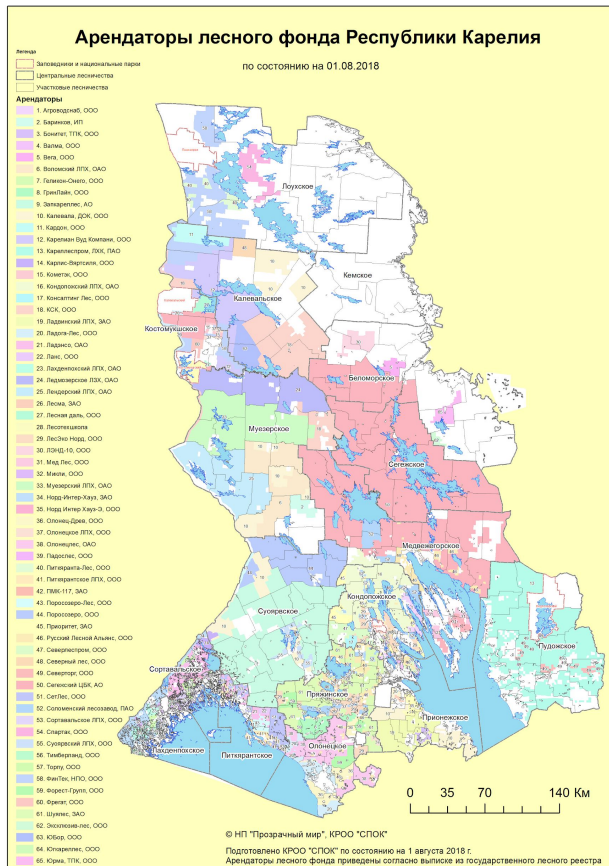 Арендаторы лесного фонда Республики Карелия
по состоянию на 01.08.2018
Легенда
Заповедники и национальные парки
Центральные лесничества
Участковые лесничества
Арендаторы
1. Агроводснаб, ООО
2. Баринков, ИП
3. Бонитет, ТПК, ООО
4. Валма, ООО
5. Вега, ООО
6. Воломский ЛПХ, ОАО
7. Геликон-Онего, ООО
8. ГринЛайн, ООО
9. Запкареллес, АО
10. Калевала, ДОК, ООО
11. Кардон, ООО
12. Карелиан Вуд Компани, ООО
13. Кареллеспром, ЛХК, ПАО
14. Карлис-Вяртсиля, ООО
15. Кометэк, ООО
16. Кондопожский ЛПХ, ОАО
17. Консалтинг Лес, ООО
18. КСК, ООО
19. Ладвинский ЛПХ, ЗАО
20. Ладога-Лес, ООО
21. Ладэнсо, ОАО
22. Ланс, ООО
23. Лахденпохский ЛПХ, ОАО
24. Ледмозерское ЛЗХ, ОАО
25. Лендерский ЛПХ, ОАО
26. Лесма, ЗАО
27. Лесная даль, ООО
28. Лесотехшкола
29. ЛесЭко Норд, ООО
30. ЛЭНД-10, ООО
31. Мед Лес, ООО
32. Миюли, ООО
33. Муезерский ЛПХ, ОАО
34. Норд-Интер-Хауз, ЗАО
35. Норд Интер Хауз-Э, ООО
36. Олонец-Древ, ООО
37. Олонецкое ЛПХ, ООО
38. Олонецлес, ОАО
39. Падослес, ООО
40. Питкяранта-Лес, ООО
41. Питкярантское ЛПХ, ООО
42. ПМК-117, ЗАО
43. Поросозеро-Лес, ООО
44. Поросозеро, ООО
45. Приоритет, ЗАО
46. Русский Лесной Альянс, ООО
47. Северлестром, ООО
48. Северный лес, ООО
49. Северторг, ООО
50. Сегежский ЦБК, АО
51. СетЛес, ООО
52. Соломенский лесозавод, ПАО
53. Сортавальское ЛПХ, ООО
54. Спартак, ООО
55. Суоярвский ЛПХ, ООО
56. Тимберланд, ООО
57. Торпу, ООО
58. ФинТек, НПО, ООО
59. Форест-Групп, ООО
60. Фрегат, ООО
61. Шуялес, ЗАО
62. Эксклюзив-лес, ООО
63. ЮБор, ООО
64. Юпкареллес, ООО
65. Юрма, ТПК, ООО
Лоухское
Кемское
Калевальское
Костомукшское
Беломорское
Муезерское
Сегежское
Медвежьегорское
Кондопожское
Суоярвское
Пудожское
Сортавальское
Пряжинское
Прионежское
Олонецкое
Лахденпохское
Питкярантское
0 35 70 140 Км
© НП "Прозрачный мир", КРОО "СПОК"
Подготовлено КРОО "СПОК" по состоянию на 1 августа 2018 г.
Арендаторы лесного фонда приведены согласно выписке из государственного лесного реестра